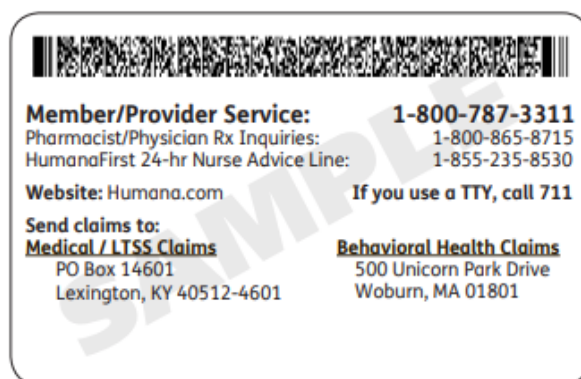 Member/Provider Service: 1-800-787-3311
Pharmacist/Physician Rx Inquiries: 1-800-865-8715
HumanaFirst 24-hr Nurse Advice Line: 1-855-235-8530
Website: Humana.com If you use a TTY, call 711
Send claims to:
Medical / LTSS Claims Behavioral Health Claims
PO Box 14601 500 Unicorn Park Drive
Lexington, KY 40512-4601 Woburn, MA 01801
SAMPLE